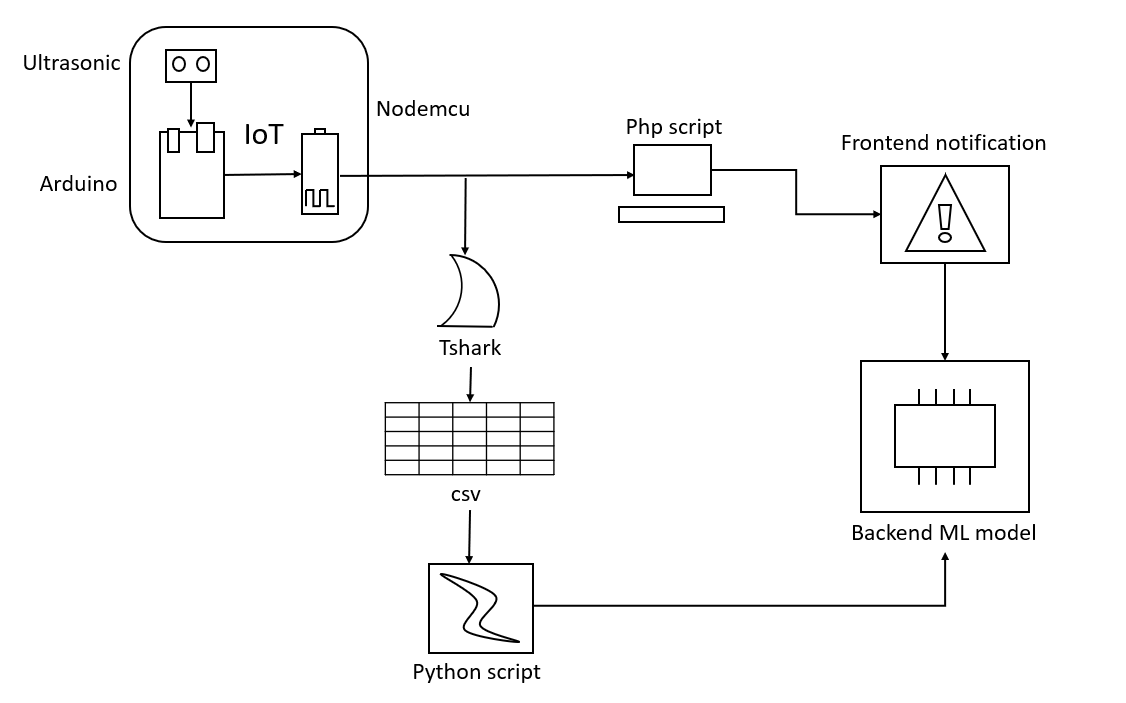 Ultrasonic
IoT
Nodemcu
Arduino
Php script
Frontend notification
Tshark
csv
Backend ML model
Python script